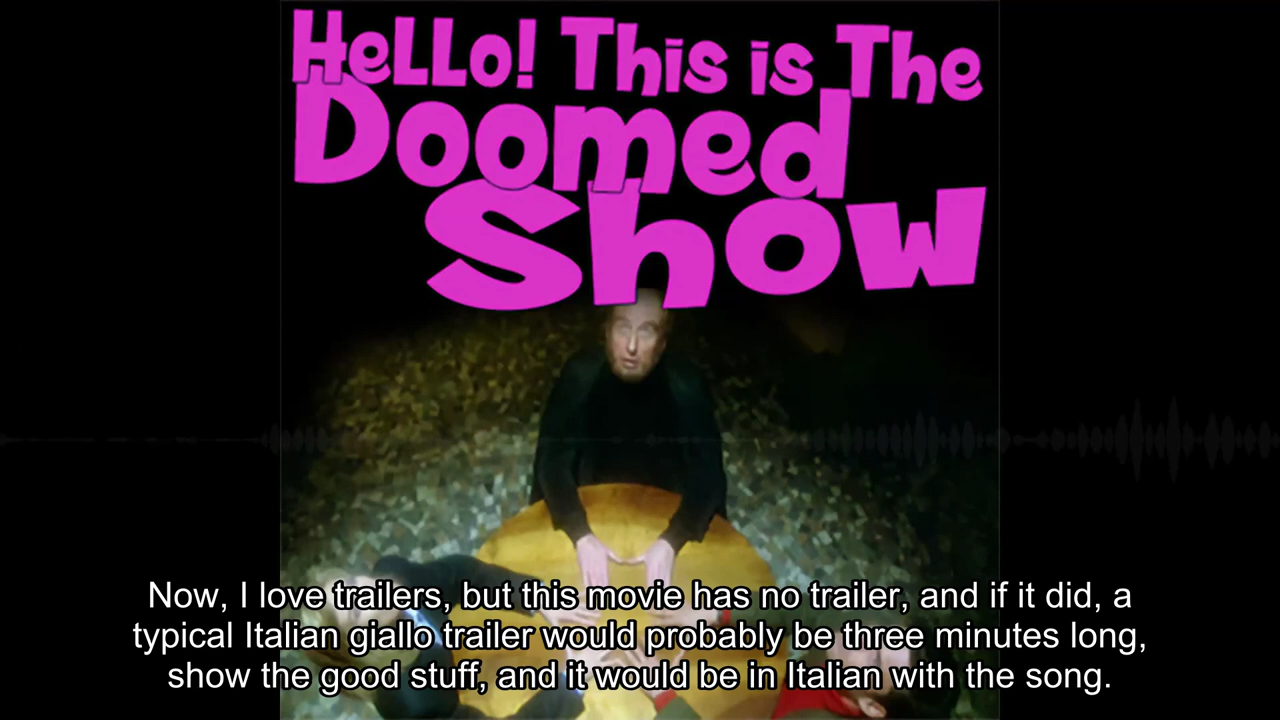 HeLLo! This is The
Doomed
Show
Now, I love trailers, but this movie has no trailer, and if it did, a
typical Italian giallo trailer would probably be three minutes long,
show the good stuff, and it would be in Italian with the song.